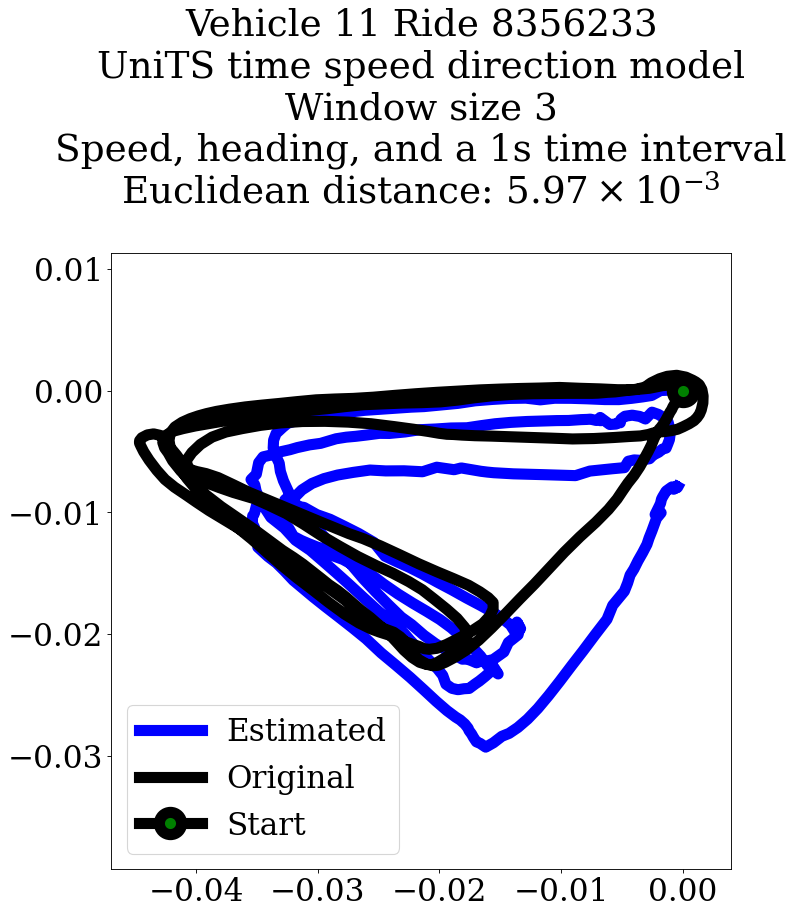 Vehicle 11 Ride 8356233
UniTS time speed direction model
Window size 3
Speed, heading, and a 1s time interval
Euclidean distance: 5.97 × 10⁻³
0.01
0.00
−0.01
−0.02
−0.03
Estimated
Original
Start
−0.04 −0.03 −0.02 −0.01 0.00